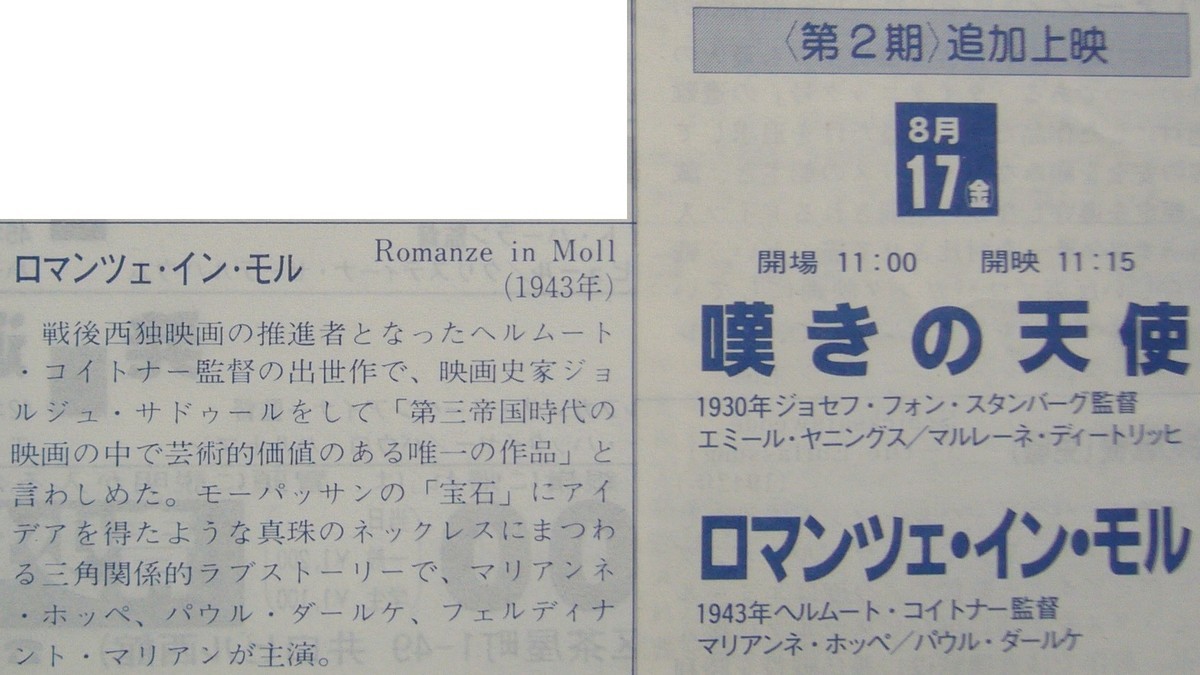 ロマンツェ・イン・モル
Romanze in Moll
(1943年)
戦後西独映画の推進者となったヘルムート
・コイトナー監督の出世作で、映画史家ジョ
ルジュ・サドゥールをして「第三帝国時代の
映画の中で芸術的価値のある唯一の作品」と
言わしめた。モーパッサンの「宝石」にアイ
デアを得たような真珠のネックレスにまつわ
る三角関係的ラブストーリーで、マリアンネ
・ホッペ、パウル・ダールケ、フェルディナ
ント・マリアンが主演。
〈第2期〉追加上映
8月
17㊎
開場 11:00 開映 11:15
嘆きの天使
1930年ジョセフ・フォン・スタンバーグ監督
エミール・ヤニングス/マルレーネ・ディートリッヒ
ロマンツェ・イン・モル
1943年ヘルムート・コイトナー監督
マリアンネ・ホッペ/パウル・ダールケ